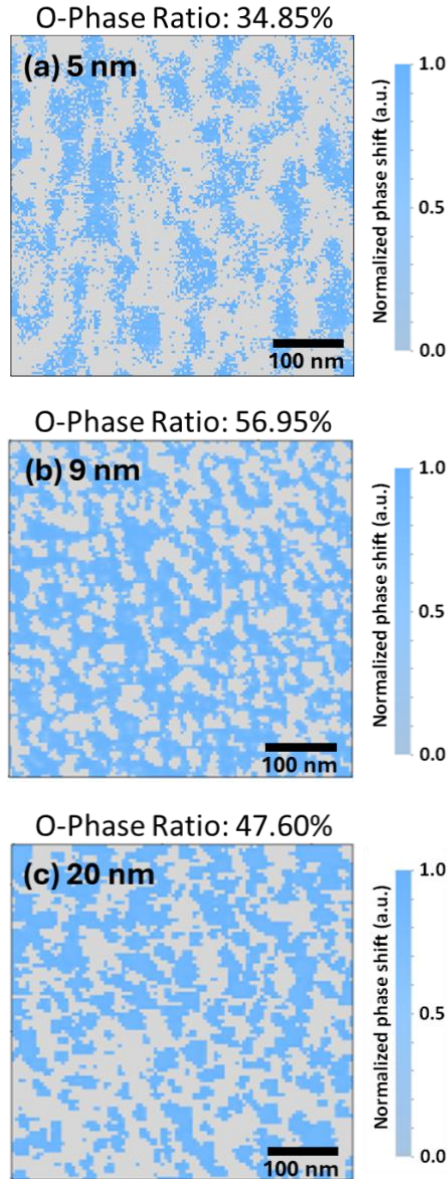 O-Phase Ratio: 34.85%
(a) 5 nm
100 nm
1.0
0.5
0.0
Normalized phase shift (a.u.)
O-Phase Ratio: 56.95%
(b) 9 nm
100 nm
1.0
0.5
0.0
Normalized phase shift (a.u.)
O-Phase Ratio: 47.60%
(c) 20 nm
100 nm
1.0
0.5
0.0
Normalized phase shift (a.u.)